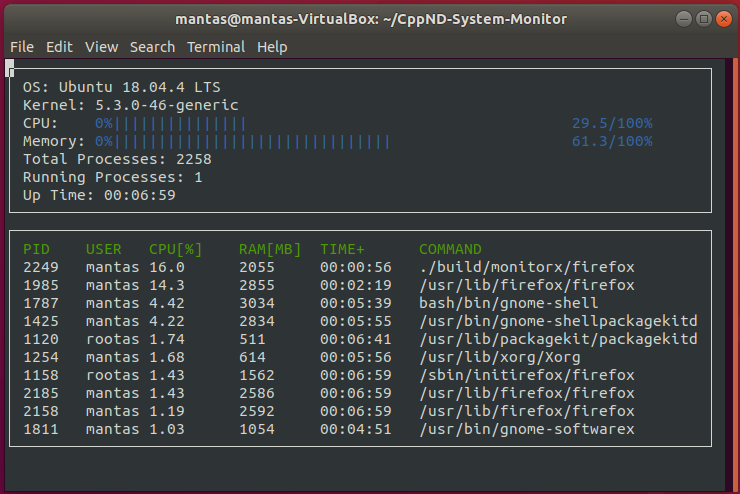 mantas@mantas-VirtualBox: ~/CppND-System-Monitor
File Edit View Search Terminal Help
OS: Ubuntu 18.04.4 LTS
Kernel: 5.3.0-46-generic
CPU: 0%||||||||||||||| 29.5/100%
Memory: 0%||||||||||||||||||||||||||||||| 61.3/100%
Total Processes: 2258
Running Processes: 1
Up Time: 00:06:59
PID USER CPU[%] RAM[MB] TIME+ COMMAND
2249 mantas 16.0 2055 00:00:56 ./build/monitorx/firefox
1985 mantas 14.3 2855 00:02:19 /usr/lib/firefox/firefox
1787 mantas 4.42 3034 00:05:39 bash/bin/gnome-shell
1425 mantas 4.22 2834 00:05:55 /usr/bin/gnome-shellpackagekitd
1120 rootas 1.74 511 00:06:41 /usr/lib/packagekit/packagekitd
1254 mantas 1.68 614 00:05:56 /usr/lib/xorg/Xorg
1158 rootas 1.43 1562 00:06:59 /sbin/initirefox/firefox
2185 mantas 1.43 2586 00:06:59 /usr/lib/firefox/firefox
2158 mantas 1.19 2592 00:06:59 /usr/lib/firefox/firefox
1811 mantas 1.03 1054 00:04:51 /usr/bin/gnome-softwarex